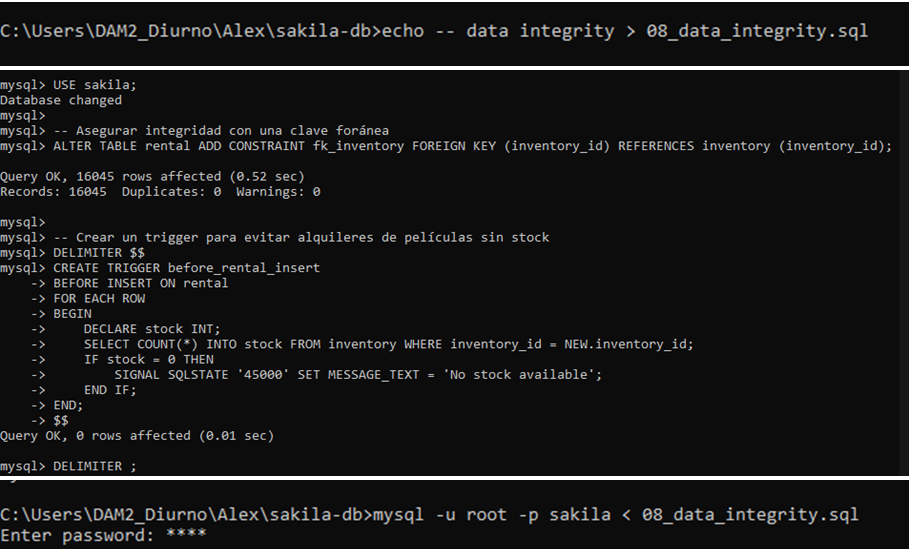 C:\Users\DAM2_Diurno\Alex\sakila-db>echo -- data integrity > 08_data_integrity.sql
mysql> USE sakila;
Database changed
mysql>
mysql> -- Asegurar integridad con una clave foránea
mysql> ALTER TABLE rental ADD CONSTRAINT fk_inventory FOREIGN KEY (inventory_id) REFERENCES inventory (inventory_id);
Query OK, 16045 rows affected (0.52 sec)
Records: 16045  Duplicates: 0  Warnings: 0
mysql>
mysql> -- Crear un trigger para evitar alquileres de películas sin stock
mysql> DELIMITER $$
mysql> CREATE TRIGGER before_rental_insert
    -> BEFORE INSERT ON rental
    -> FOR EACH ROW
    -> BEGIN
    ->     DECLARE stock INT;
    ->     SELECT COUNT(*) INTO stock FROM inventory WHERE inventory_id = NEW.inventory_id;
    ->     IF stock = 0 THEN
    ->         SIGNAL SQLSTATE '45000' SET MESSAGE_TEXT = 'No stock available';
    ->     END IF;
    -> END;
    -> $$
Query OK, 0 rows affected (0.01 sec)
mysql> DELIMITER ;
C:\Users\DAM2_Diurno\Alex\sakila-db>mysql -u root -p sakila < 08_data_integrity.sql
Enter password: ****